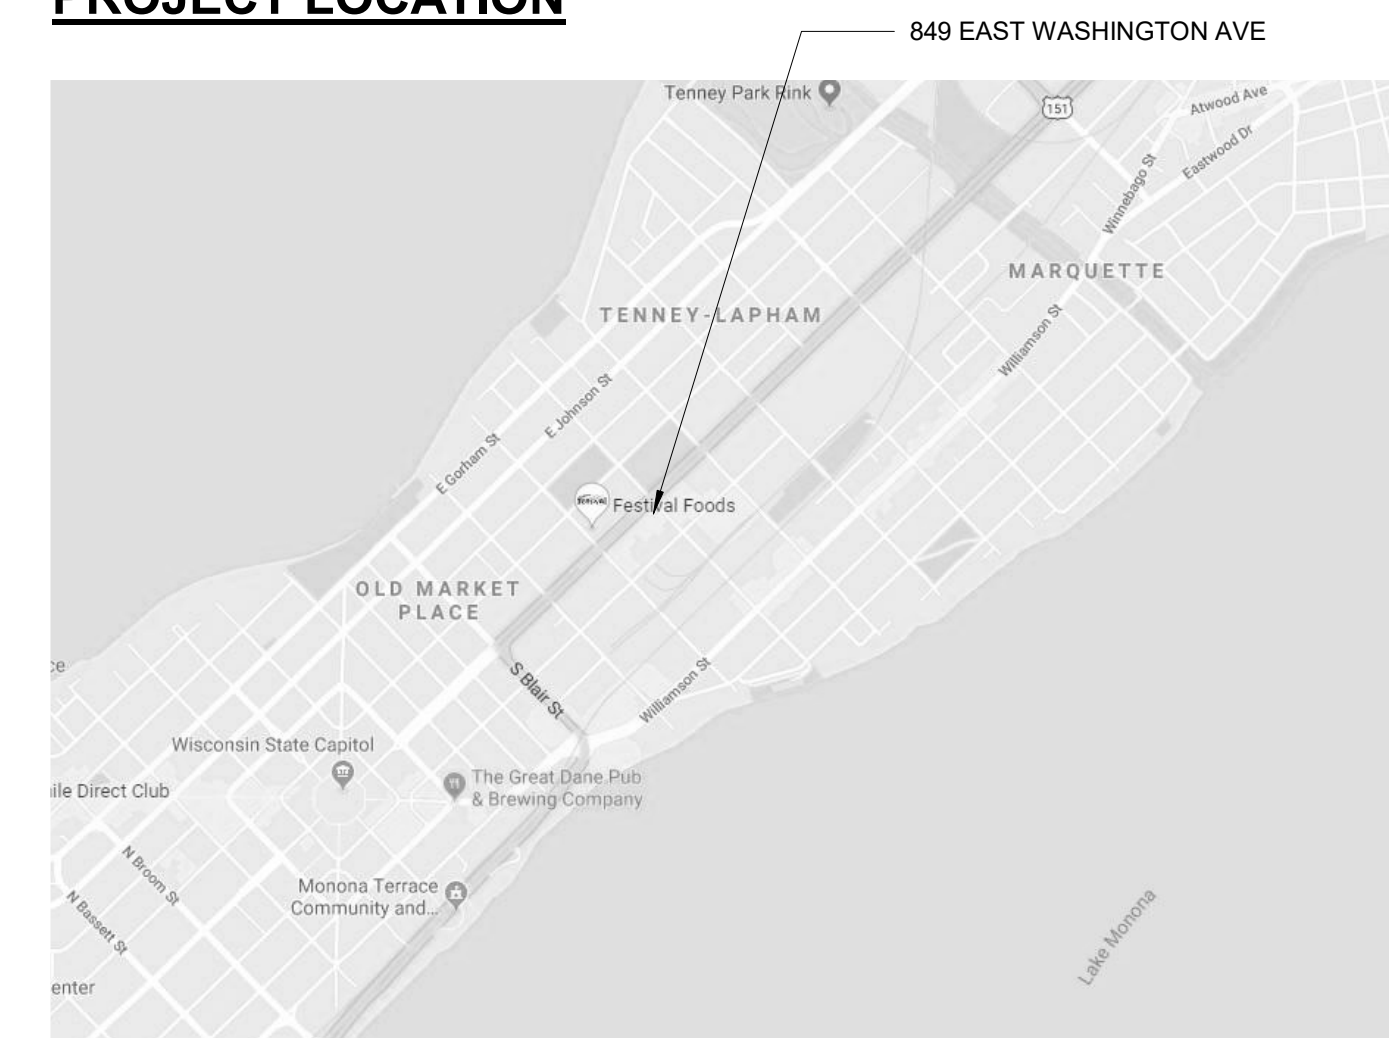 PROJECT LOCATION
849 EAST WASHINGTON AVE
Tenney Park Rink
151
Atwood Ave
Eastwood Dr
Winnebago St
MARQUETTE
TENNEY-LAPHAM
Williamson St
E Johnson St
E Gorham St
Festival
Festival Foods
OLD MARKET
PLACE
S Blair St
Williamson St
ce
Wisconsin State Capitol
The Great Dane Pub
& Brewing Company
ile Direct Club
N Broom St
Monona Terrace
Community and...
N Bassett St
Lake Monona
enter